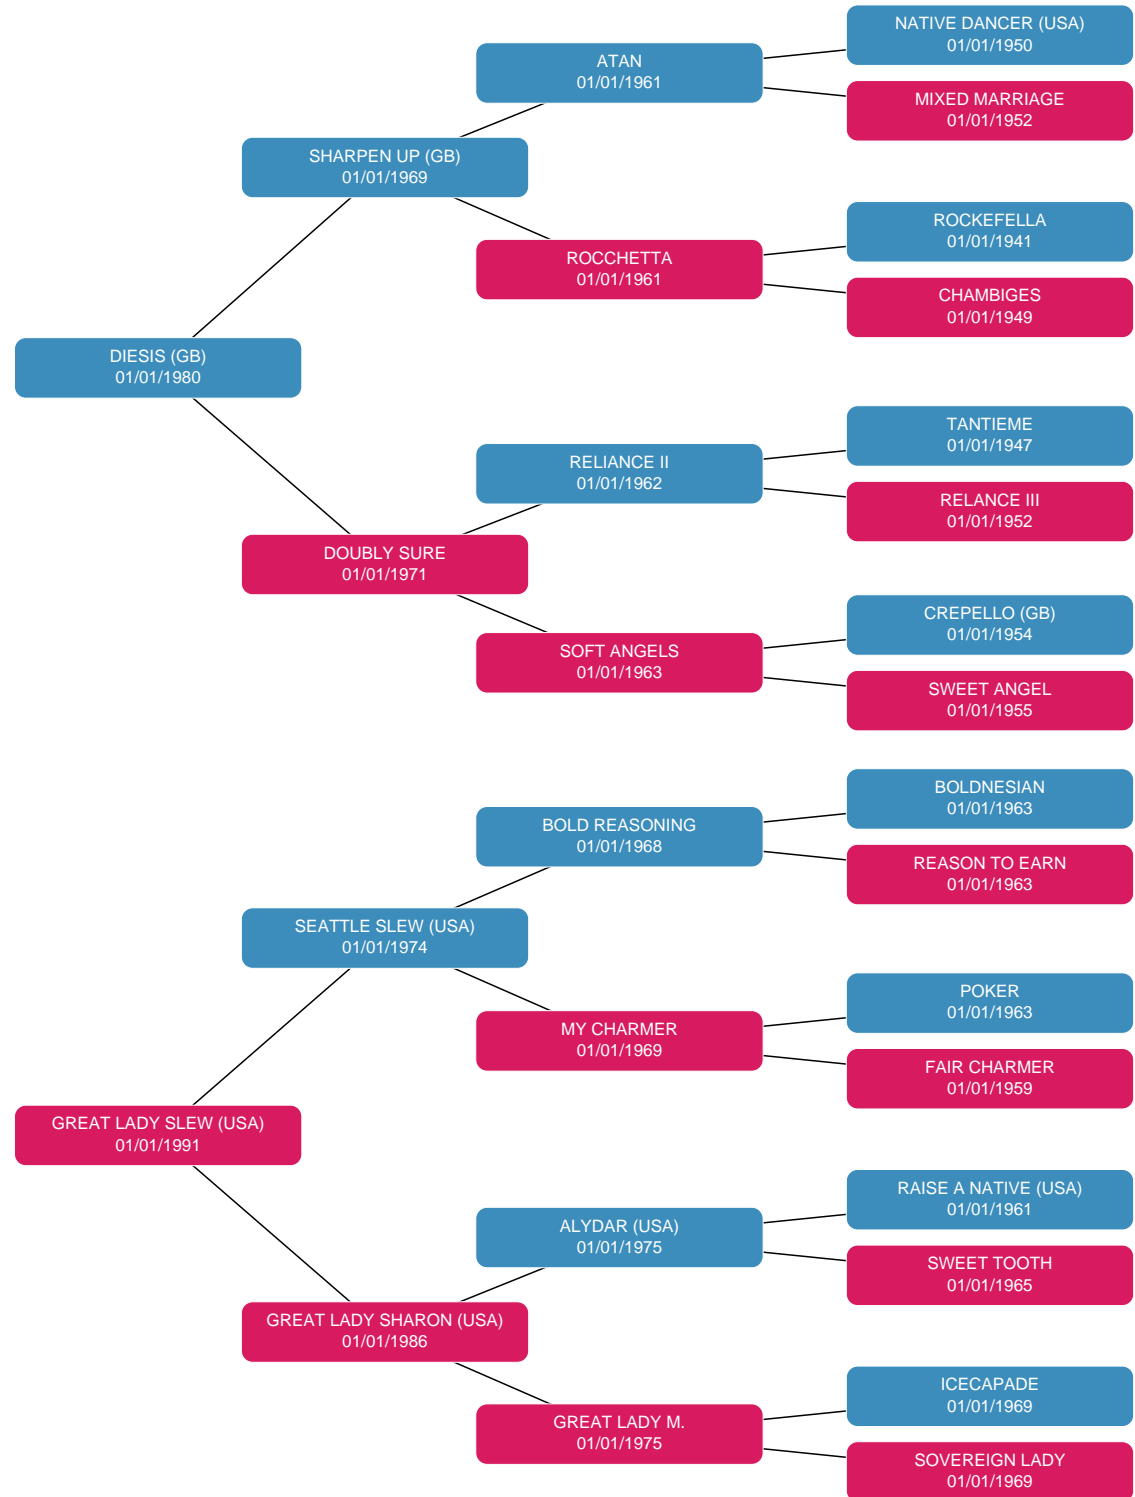 NATIVE DANCER (USA)
01/01/1950
ATAN
01/01/1961
MIXED MARRIAGE
01/01/1952
SHARPEN UP (GB)
01/01/1969
ROCKEFELLA
01/01/1941
ROCCHETTA
01/01/1961
CHAMBIGES
01/01/1949
DIESIS (GB)
01/01/1980
TANTIEME
01/01/1947
RELIANCE II
01/01/1962
RELANCE III
01/01/1952
DOUBLY SURE
01/01/1971
CREPELLO (GB)
01/01/1954
SOFT ANGELS
01/01/1963
SWEET ANGEL
01/01/1955
BOLDNESIAN
01/01/1963
BOLD REASONING
01/01/1968
REASON TO EARN
01/01/1963
SEATTLE SLEW (USA)
01/01/1974
POKER
01/01/1963
MY CHARMER
01/01/1969
FAIR CHARMER
01/01/1959
GREAT LADY SLEW (USA)
01/01/1991
RAISE A NATIVE (USA)
01/01/1961
ALYDAR (USA)
01/01/1975
SWEET TOOTH
01/01/1965
GREAT LADY SHARON (USA)
01/01/1986
ICECAPADE
01/01/1969
GREAT LADY M.
01/01/1975
SOVEREIGN LADY
01/01/1969